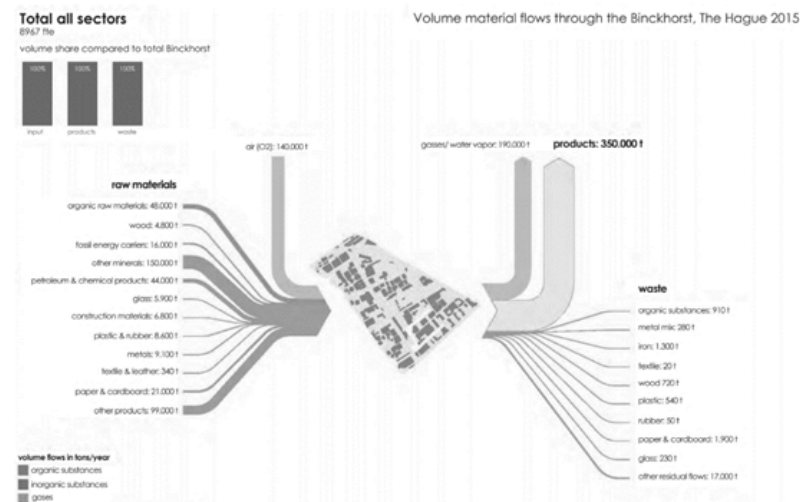 Total all sectors
8967 fte
volume share compared to total Binckhorst
100% 100% 100%
input products waste
Volume material flows through the Binckhorst, The Hague 2015
air (O2): 140.000 t
gasses/ water vapor: 190.000 t
products: 350.000 t
raw materials
organic raw materials: 48.000 t
wood: 4.800 t
fossil energy carriers: 16.000 t
other minerals: 150.000 t
petroleum & chemical products: 44.000 t
glass: 5.900 t
construction materials: 6.800 t
plastic & rubber: 8.600 t
metals: 9.100 t
textile & leather: 340 t
paper & cardboard: 21.000 t
other products: 99.000 t
waste
organic substances: 910 t
metal mix: 280 t
iron: 1.300 t
textile: 20 t
wood 720 t
plastic: 540 t
rubber: 50 t
paper & cardboard: 1.900 t
glass: 230 t
other residual flows: 17.000 t
volume flows in tons/year
organic substances
inorganic substances
gasses